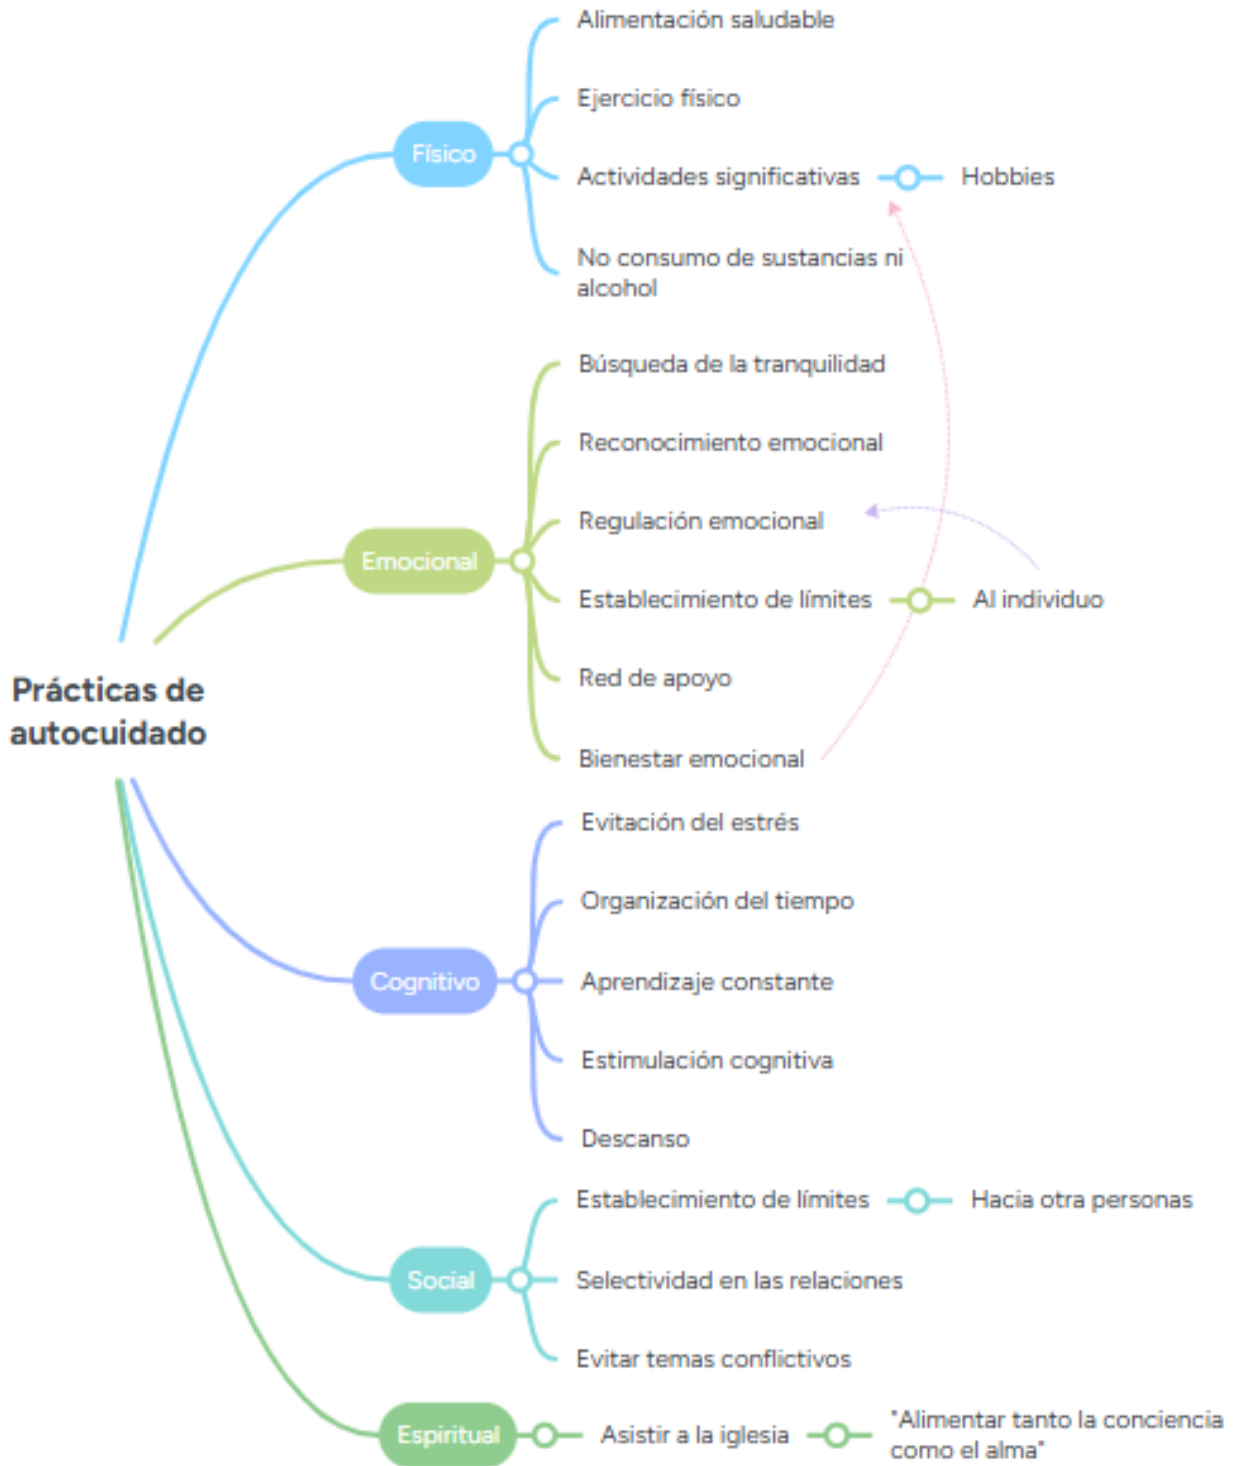 Alimentación saludable
Ejercicio físico
Físico
Actividades significativas
Hobbies
No consumo de sustancias ni
alcohol
Búsqueda de la tranquilidad
Reconocimiento emocional
Regulación emocional
Emocional
Establecimiento de límites
Al individuo
Red de apoyo
Bienestar emocional
Prácticas de
autocuidado
Evitación del estrés
Organización del tiempo
Cognitivo
Aprendizaje constante
Estimulación cognitiva
Descanso
Establecimiento de límites
Hacia otra personas
Social
Selectividad en las relaciones
Evitar temas conflictivos
Espiritual
Asistir a la iglesia
"Alimentar tanto la conciencia
como el alma"